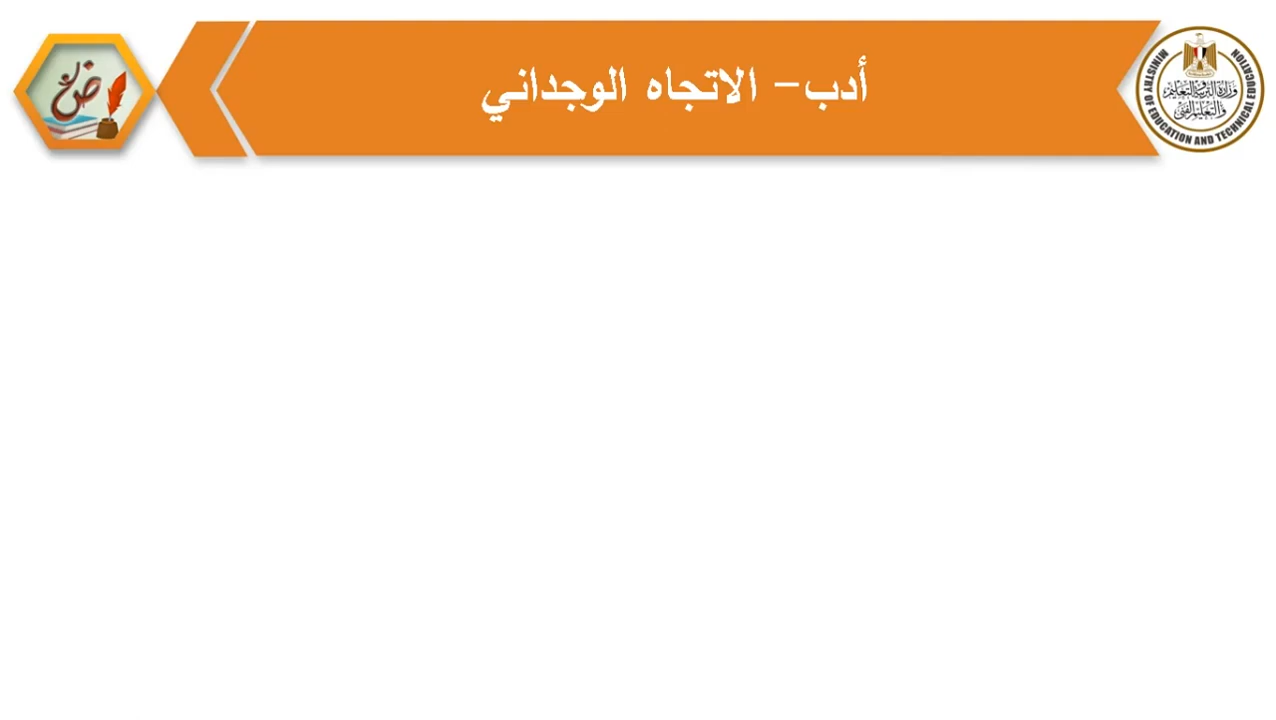 أدب– الاتجاه الوجداني
وزارة التربية والتعليم
والتعليم الفني
MINISTRY OF EDUCATION AND TECHNICAL EDUCATION
ض